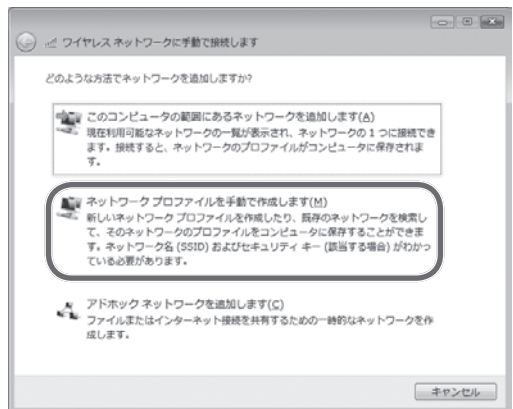 ワイヤレス ネットワークに手動で接続します
どのような方法でネットワークを追加しますか?
このコンピュータの範囲にあるネットワークを追加します(A)
現在利用可能なネットワークの一覧が表示され、ネットワークの 1 つに接続でき
ます。接続すると、ネットワークのプロファイルがコンピュータに保存されま
す。
ネットワーク プロファイルを手動で作成します(M)
新しいネットワーク プロファイルを作成したり、既存のネットワークを検索し
て、そのネットワークのプロファイルをコンピュータに保存することができま
す。ネットワーク名 (SSID) およびセキュリティ キー (該当する場合) がわかっ
ている必要があります。
アドホック ネットワークを追加します(C)
ファイルまたはインターネット接続を共有するための一時的なネットワークを作
成します。
キャンセル